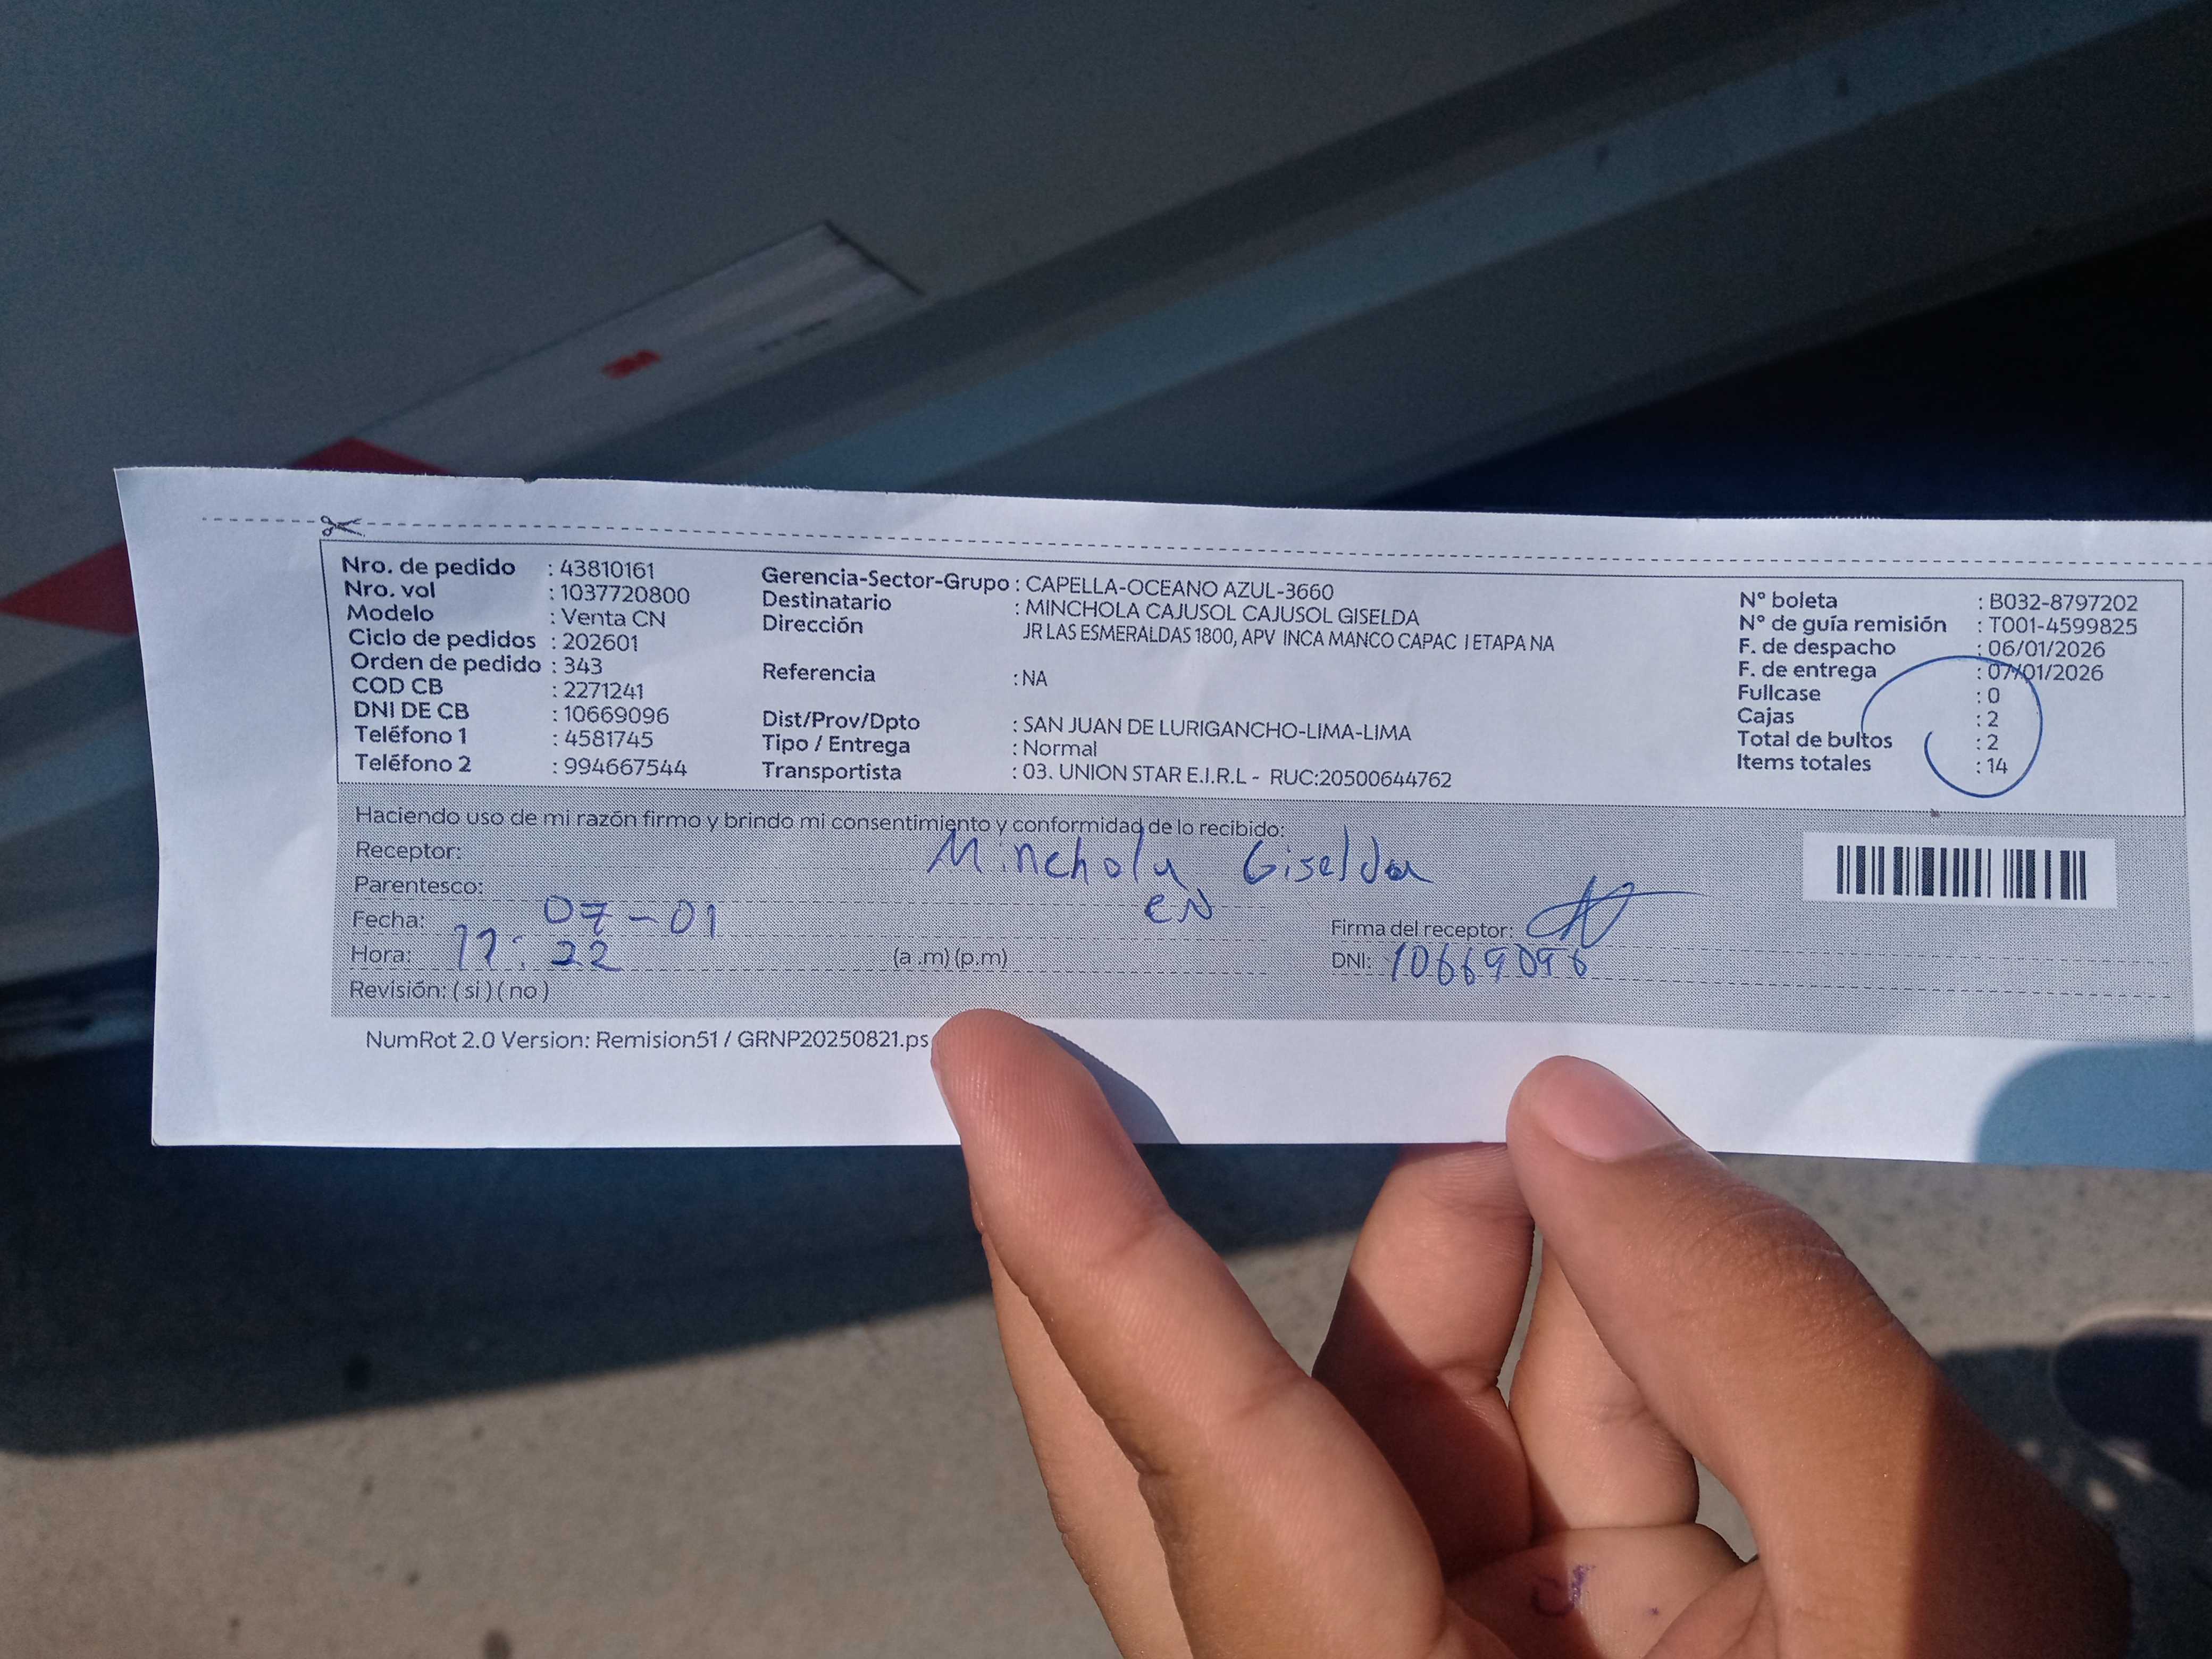 Nro. de pedido : 43810161
Nro. vol : 1037720800
Modelo : Venta CN
Ciclo de pedidos : 202601
Orden de pedido : 343
COD CB : 2271241
DNI DE CB : 10669096
Teléfono 1 : 4581745
Teléfono 2 : 994667544
Gerencia-Sector-Grupo : CAPELLA-OCEANO AZUL-3660
Destinatario : MINCHOLA CAJUSOL CAJUSOL GISELDA
Dirección JR LAS ESMERALDAS 1800, APV INCA MANCO CAPAC I ETAPA NA
Referencia : NA
Dist/Prov/Dpto : SAN JUAN DE LURIGANCHO-LIMA-LIMA
Tipo / Entrega : Normal
Transportista : 03. UNION STAR E.I.R.L - RUC:20500644762
N° boleta : B032-8797202
N° de guía remisión : T001-4599825
F. de despacho : 06/01/2026
F. de entrega : 07/01/2026
Fullcase : 0
Cajas : 2
Total de bultos : 2
Items totales : 14
Haciendo uso de mi razón firmo y brindo mi consentimiento y conformidad de lo recibido:
Receptor: Minchola Giselda
Parentesco: CN
Fecha: 07-01
Hora: 11:22 (a .m) (p.m)
Revisión: ( si ) ( no )
Firma del receptor:
DNI: 10669096
NumRot 2.0 Version: Remision51 / GRNP20250821.ps
3M